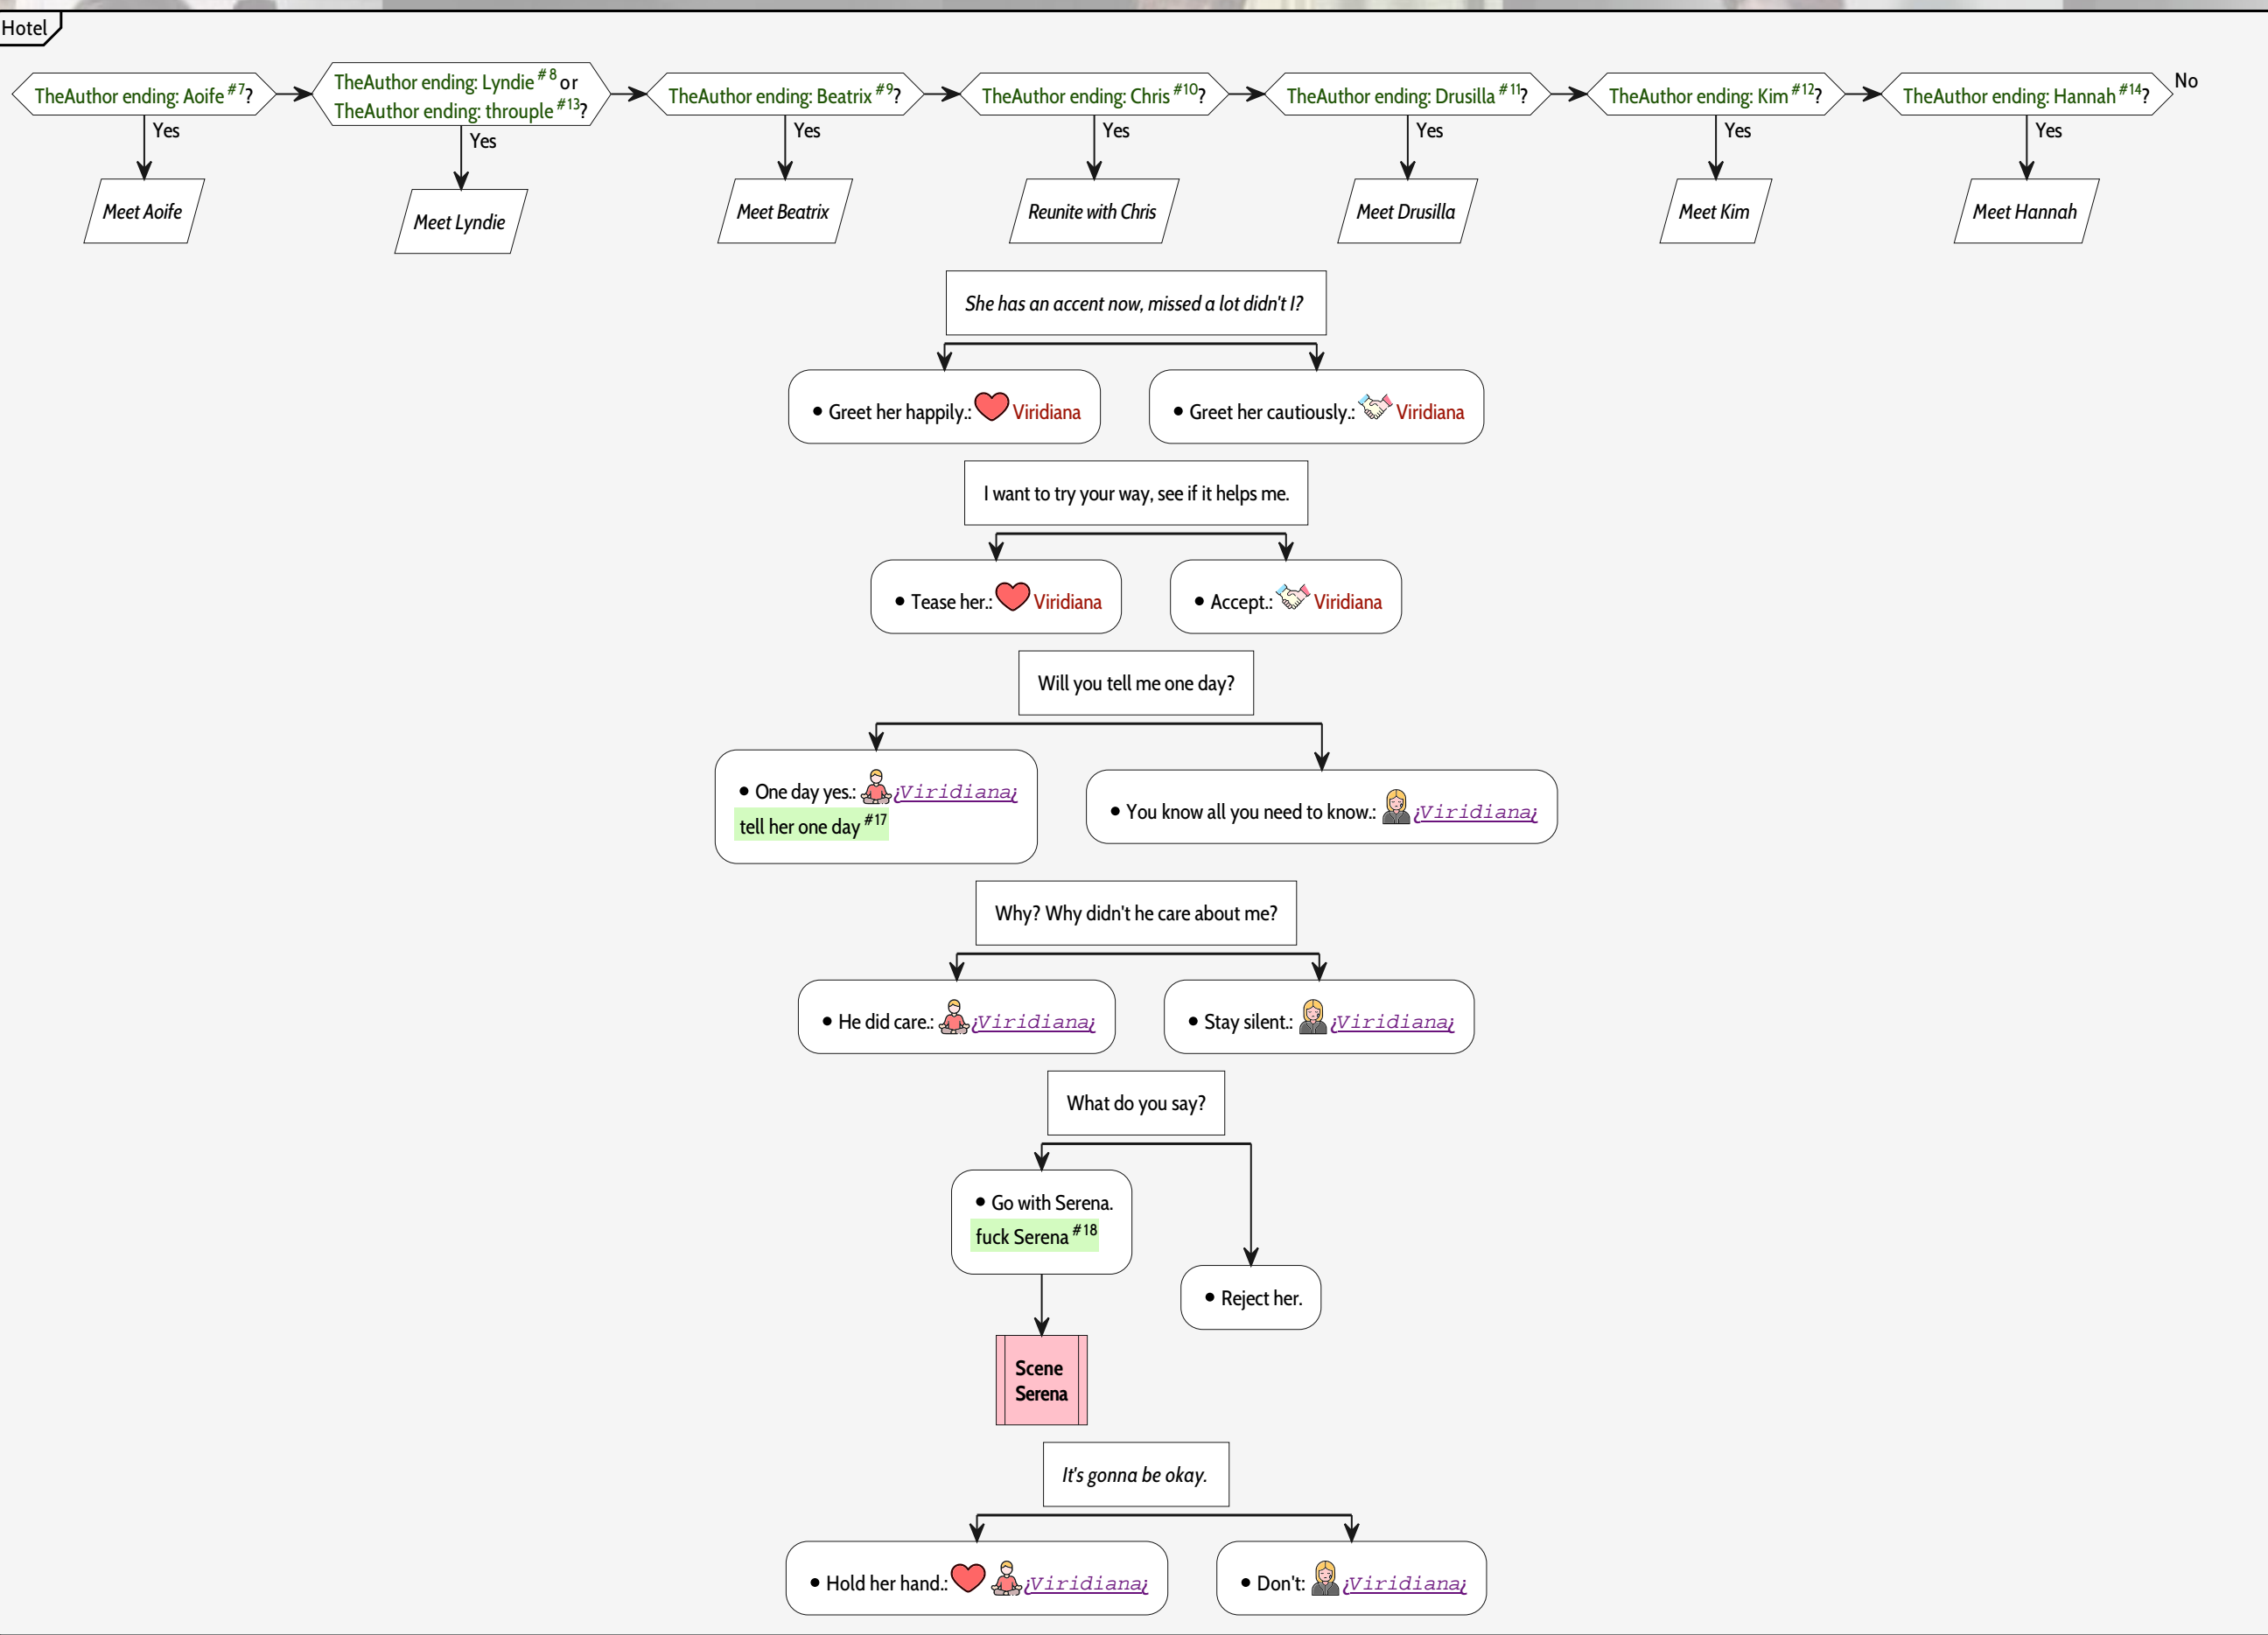 Hotel
TheAuthor ending: Aoife #7?
TheAuthor ending: Lyndie #8 or
TheAuthor ending: throuple #13?
TheAuthor ending: Beatrix #9?
TheAuthor ending: Chris #10?
TheAuthor ending: Drusilla #11?
TheAuthor ending: Kim #12?
TheAuthor ending: Hannah #14?
No
Yes
Yes
Yes
Yes
Yes
Yes
Yes
Meet Aoife
Meet Lyndie
Meet Beatrix
Reunite with Chris
Meet Drusilla
Meet Kim
Meet Hannah
She has an accent now, missed a lot didn't I?
• Greet her happily.: Viridiana
• Greet her cautiously.: Viridiana
I want to try your way, see if it helps me.
• Tease her.: Viridiana
• Accept.: Viridiana
Will you tell me one day?
• One day yes.: ¿Viridiana¿
tell her one day #17
• You know all you need to know.: ¿Viridiana¿
Why? Why didn't he care about me?
• He did care.: ¿Viridiana¿
• Stay silent.: ¿Viridiana¿
What do you say?
• Go with Serena.
fuck Serena #18
• Reject her.
Scene
Serena
It's gonna be okay.
• Hold her hand.: ¿Viridiana¿
• Don't: ¿Viridiana¿